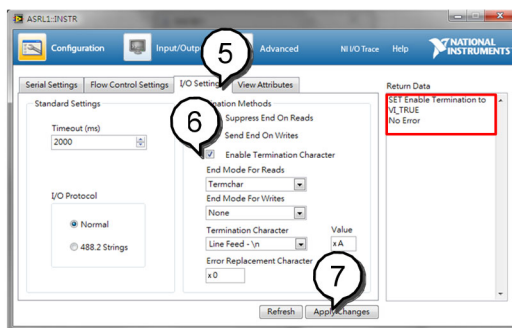 ASRL1::INSTR
Configuration
Input/Outp
Advanced
NI I/O Trace
Help
NATIONAL INSTRUMENTS
5
Serial Settings
Flow Control Settings
I/O Settin
View Attributes
Return Data
Standard Settings
Timeout (ms)
2000
I/O Protocol
Normal
488.2 Strings
6
ination Methods
Suppress End On Reads
Send End On Writes
Enable Termination Character
End Mode For Reads
Termchar
End Mode For Writes
None
Termination Character
Value
Line Feed - \n
x A
Error Replacement Character
x 0
SET Enable Termination to
VI_TRUE
No Error
7
Refresh
Apply Changes